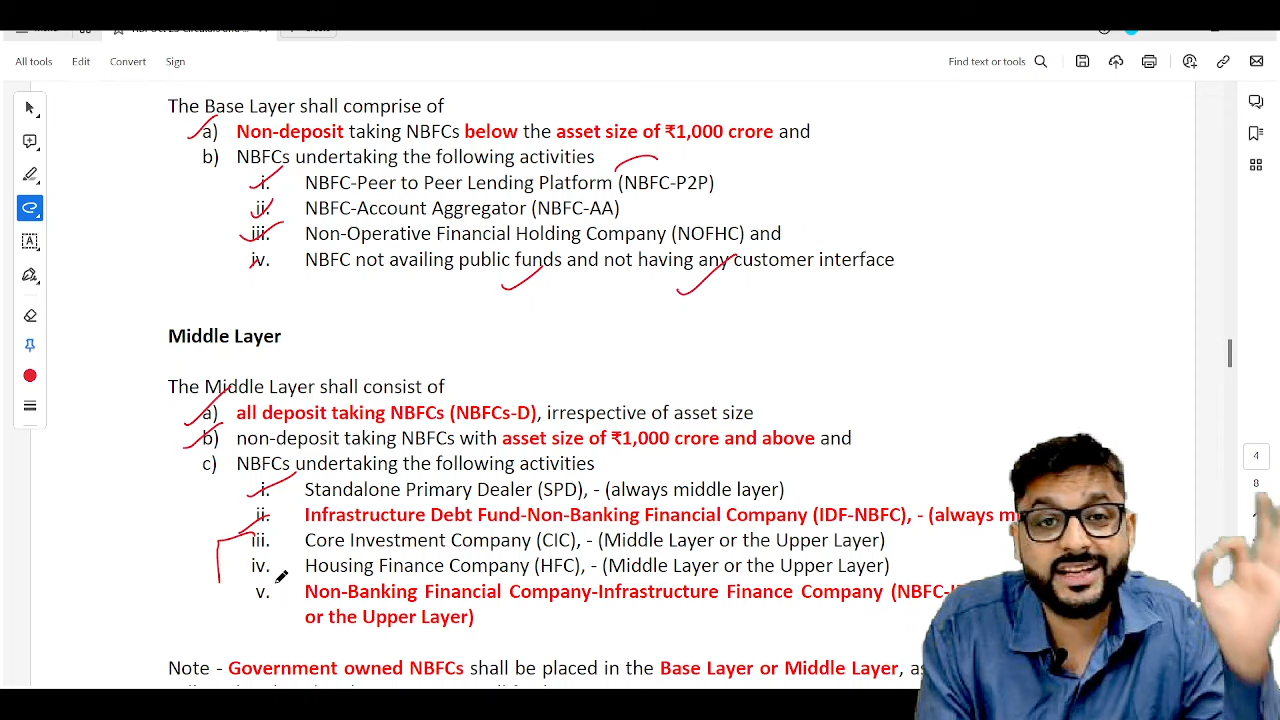 All tools Edit Convert Sign Find text or tools
The Base Layer shall comprise of
a) Non-deposit taking NBFCs below the asset size of ₹1,000 crore and
b) NBFCs undertaking the following activities
i. NBFC-Peer to Peer Lending Platform (NBFC-P2P)
ii. NBFC-Account Aggregator (NBFC-AA)
iii. Non-Operative Financial Holding Company (NOFHC) and
iv. NBFC not availing public funds and not having any customer interface
Middle Layer
The Middle Layer shall consist of
a) all deposit taking NBFCs (NBFCs-D), irrespective of asset size
b) non-deposit taking NBFCs with asset size of ₹1,000 crore and above and
c) NBFCs undertaking the following activities
i. Standalone Primary Dealer (SPD), - (always middle layer)
ii. Infrastructure Debt Fund-Non-Banking Financial Company (IDF-NBFC), - (always m
iii. Core Investment Company (CIC), - (Middle Layer or the Upper Layer)
iv. Housing Finance Company (HFC), - (Middle Layer or the Upper Layer)
v. Non-Banking Financial Company-Infrastructure Finance Company (NBFC-
or the Upper Layer)
Note - Government owned NBFCs shall be placed in the Base Layer or Middle Layer, as
4
8